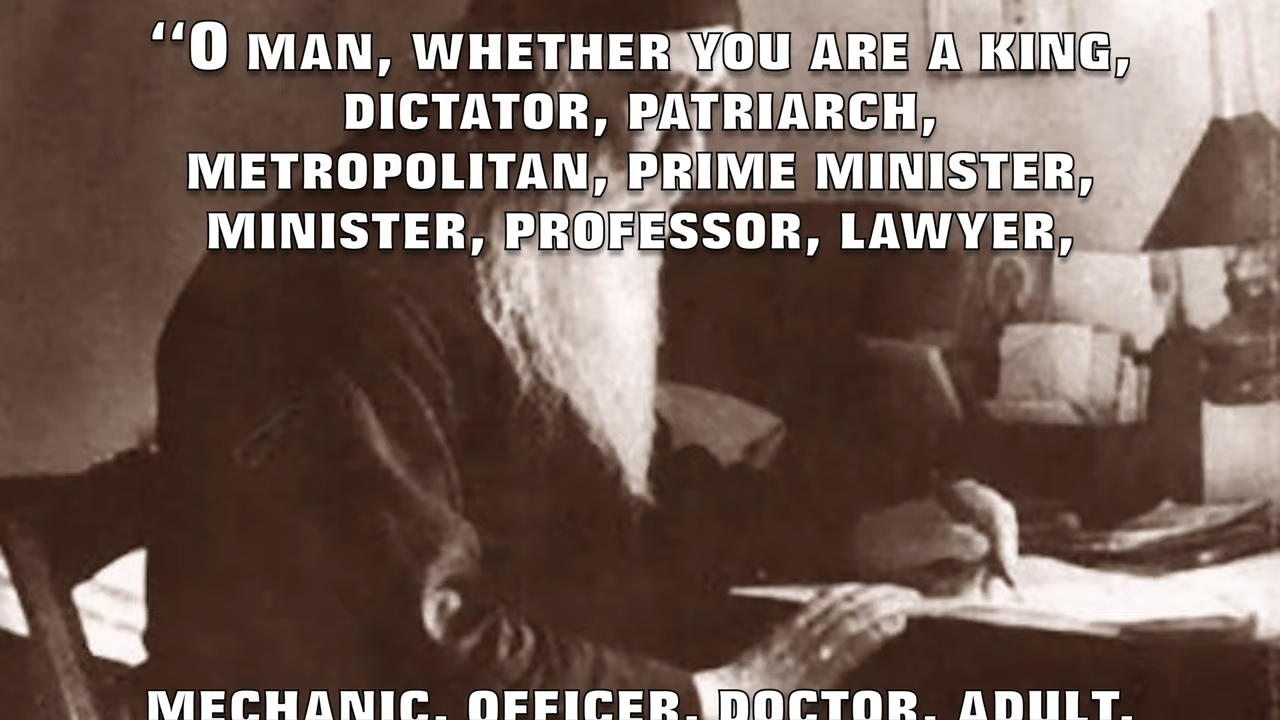 “O MAN, WHETHER YOU ARE A KING,
DICTATOR, PATRIARCH,
METROPOLITAN, PRIME MINISTER,
MINISTER, PROFESSOR, LAWYER,
MECHANIC, OFFICER, DOCTOR, ADULT,